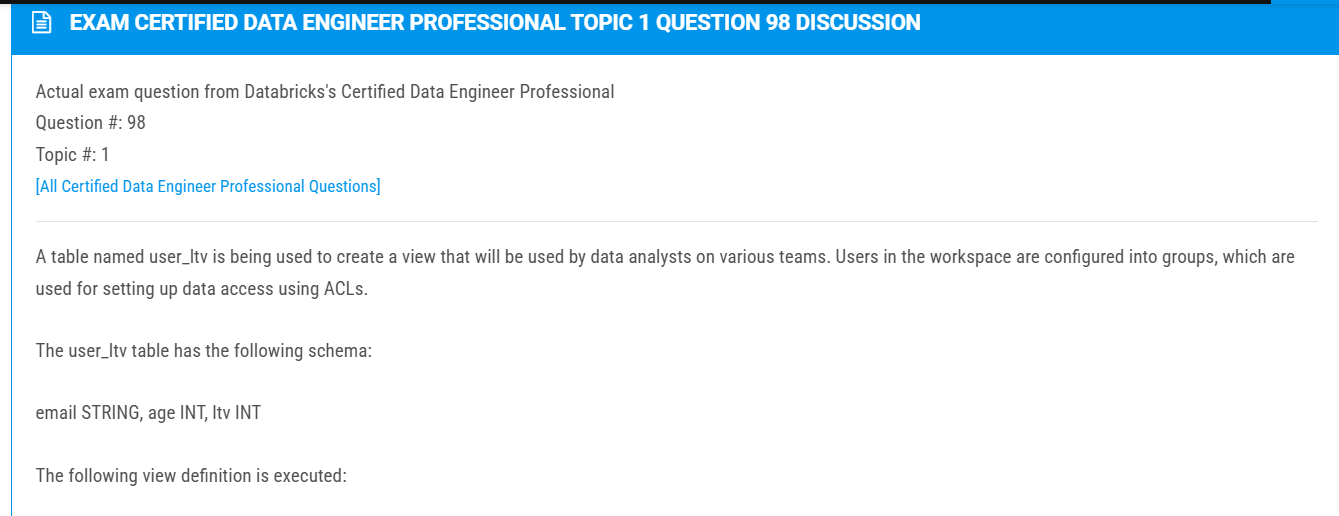 EXAM CERTIFIED DATA ENGINEER PROFESSIONAL TOPIC 1 QUESTION 98 DISCUSSION
Actual exam question from Databricks's Certified Data Engineer Professional
Question #: 98
Topic #: 1
[All Certified Data Engineer Professional Questions]
A table named user_ltv is being used to create a view that will be used by data analysts on various teams. Users in the workspace are configured into groups, which are
used for setting up data access using ACLs.
The user_ltv table has the following schema:
email STRING, age INT, ltv INT
The following view definition is executed: